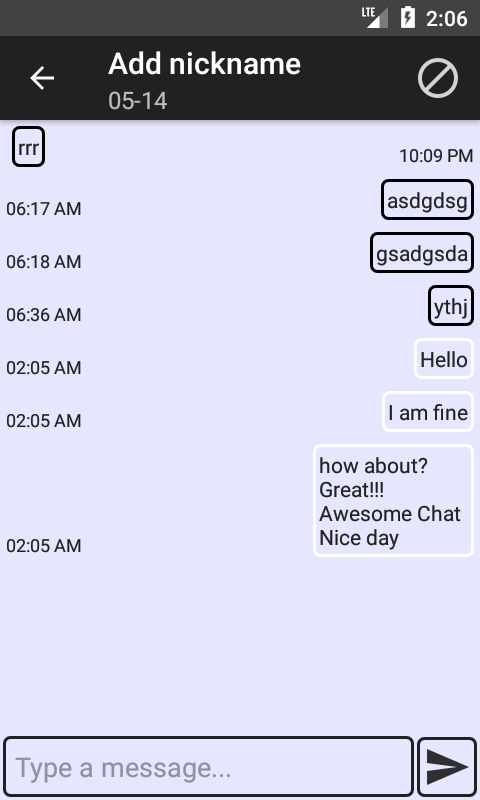 LTE 2:06
Add nickname
05-14
rrr
10:09 PM
06:17 AM asdgdsg
06:18 AM gsadgsda
06:36 AM ythj
02:05 AM Hello
02:05 AM I am fine
how about?
Great!!!
Awesome Chat
02:05 AM Nice day
Type a message...